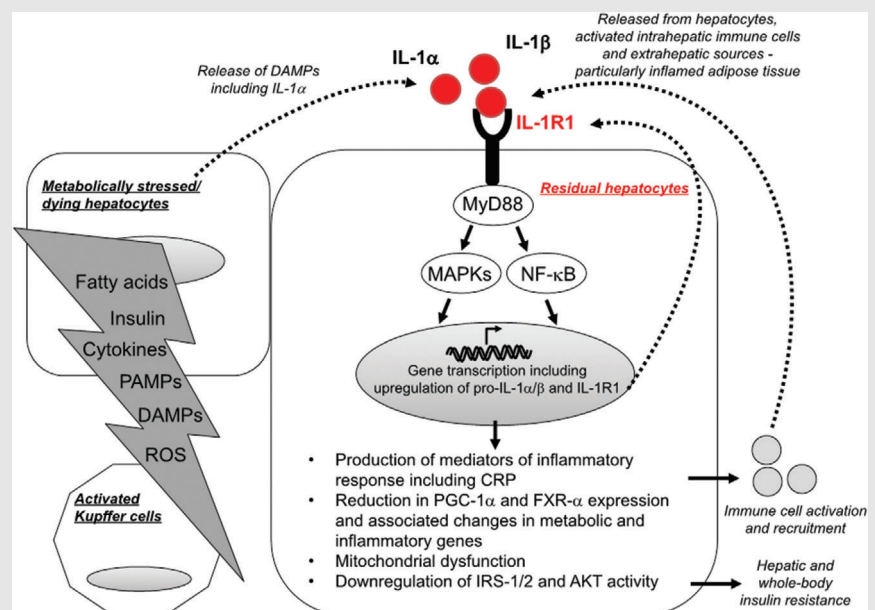 Released from hepatocytes,
activated intrahepatic immune cells
and extrahepatic sources -
particularly inflamed adipose tissue
IL-1β
IL-1α
Release of DAMPs
including IL-1α
IL-1R1
Metabolically stressed/
dying hepatocytes
Residual hepatocytes
MyD88
MAPKs
NF-κB
Fatty acids
Insulin
Cytokines
PAMPs
DAMPs
ROS
Gene transcription including
upregulation of pro-IL-1α/β and IL-1R1
• Production of mediators of inflammatory
response including CRP
• Reduction in PGC-1α and FXR-α expression
and associated changes in metabolic and
inflammatory genes
• Mitochondrial dysfunction
• Downregulation of IRS-1/2 and AKT activity
Activated
Kupffer cells
Immune cell activation
and recruitment
Hepatic and
whole-body
insulin resistance